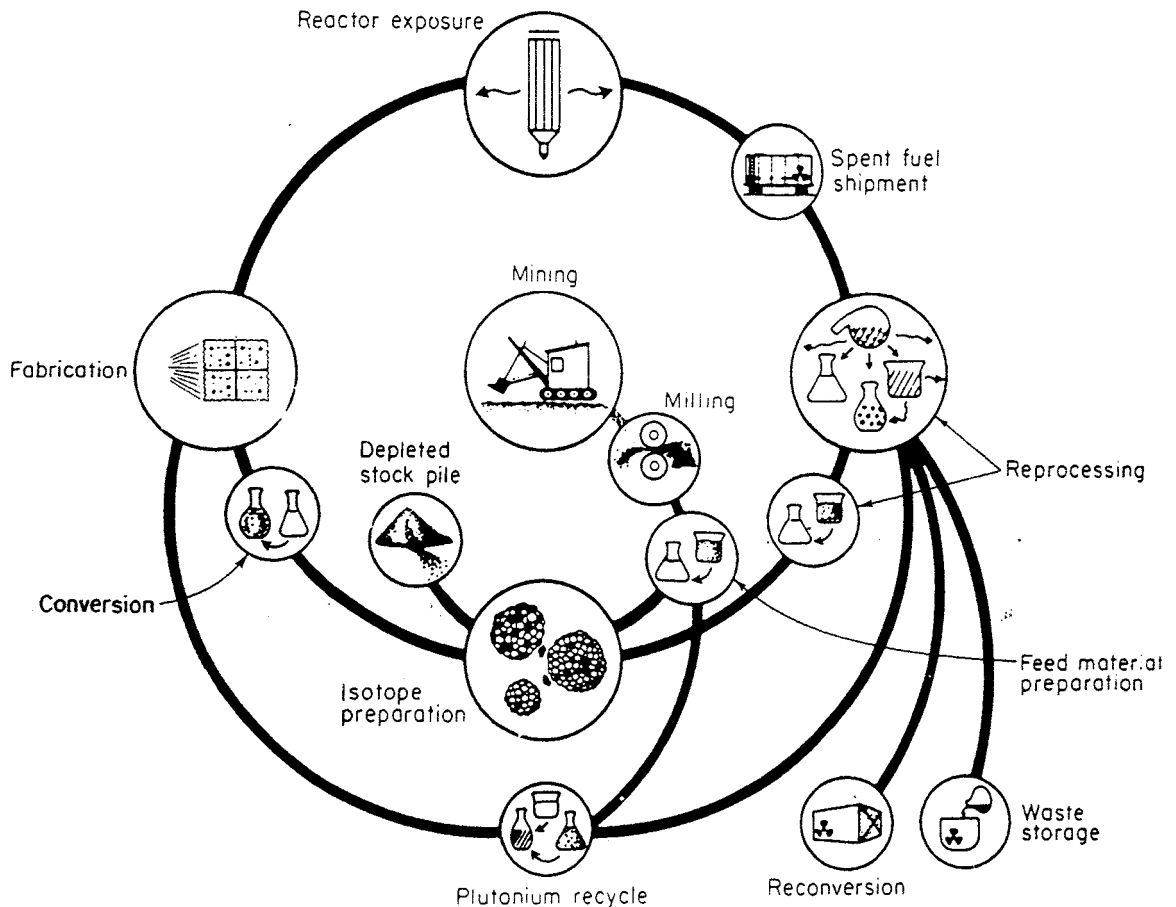 Reactor exposure
Spent fuel
shipment
Mining
Fabrication
Milling
Depleted
stock pile
Reprocessing
Conversion
Feed material
preparation
Isotope
preparation
Waste
storage
Plutonium recycle
Reconversion